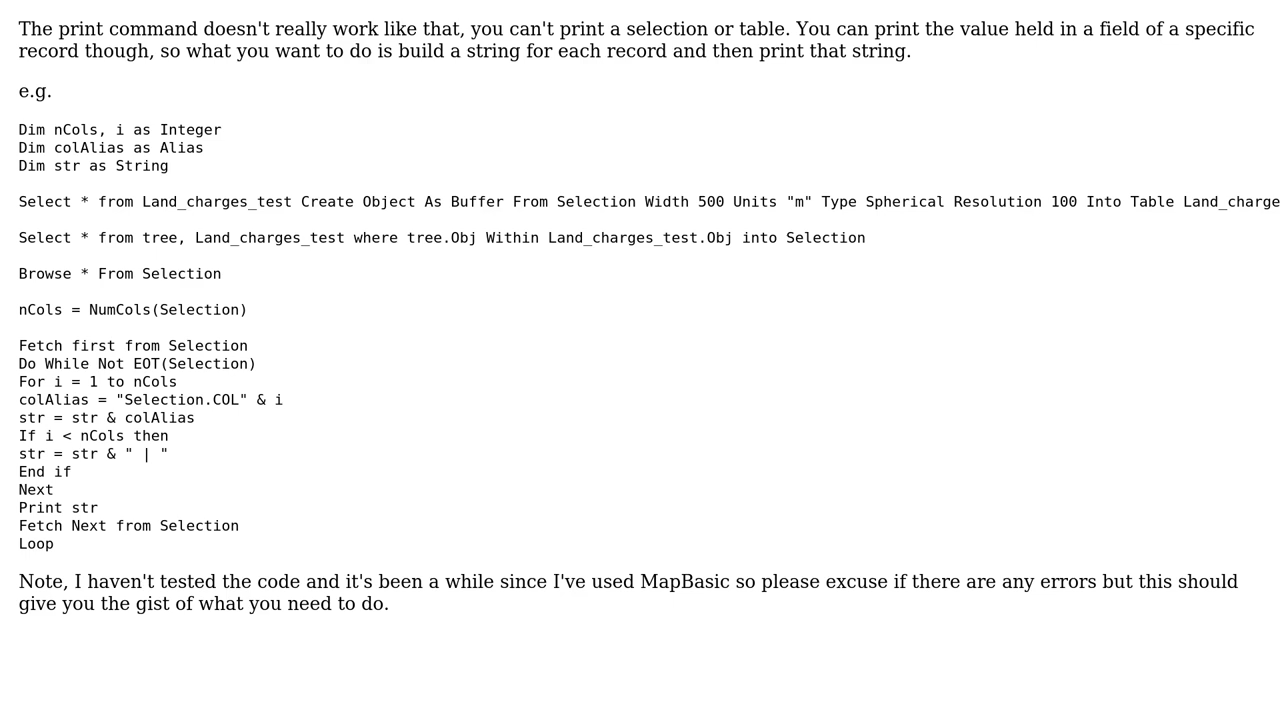 The print command doesn't really work like that, you can't print a selection or table. You can print the value held in a field of a specific
record though, so what you want to do is build a string for each record and then print that string.
e.g.
Dim nCols, i as Integer
Dim colAlias as Alias
Dim str as String
Select * from Land_charges_test Create Object As Buffer From Selection Width 500 Units "m" Type Spherical Resolution 100 Into Table Land_charge
Select * from tree, Land_charges_test where tree.Obj Within Land_charges_test.Obj into Selection
Browse * From Selection
nCols = NumCols(Selection)
Fetch first from Selection
Do While Not EOT(Selection)
For i = 1 to nCols
colAlias = "Selection.COL" & i
str = str & colAlias
If i < nCols then
str = str & " | "
End if
Next
Print str
Fetch Next from Selection
Loop
Note, I haven't tested the code and it's been a while since I've used MapBasic so please excuse if there are any errors but this should
give you the gist of what you need to do.